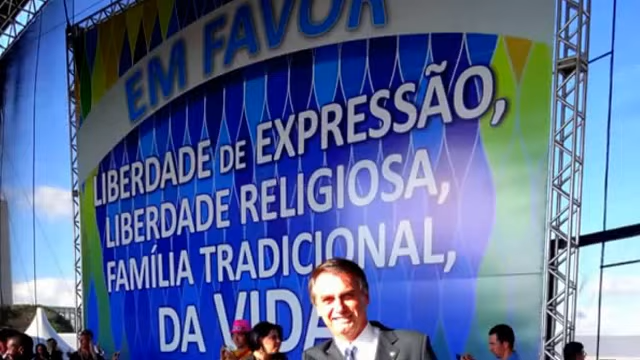 EM FAVOR
LIBERDADE DE EXPRESSÃO,
LIBERDADE RELIGIOSA,
FAMÍLIA TRADICIONAL,
DA VIDA